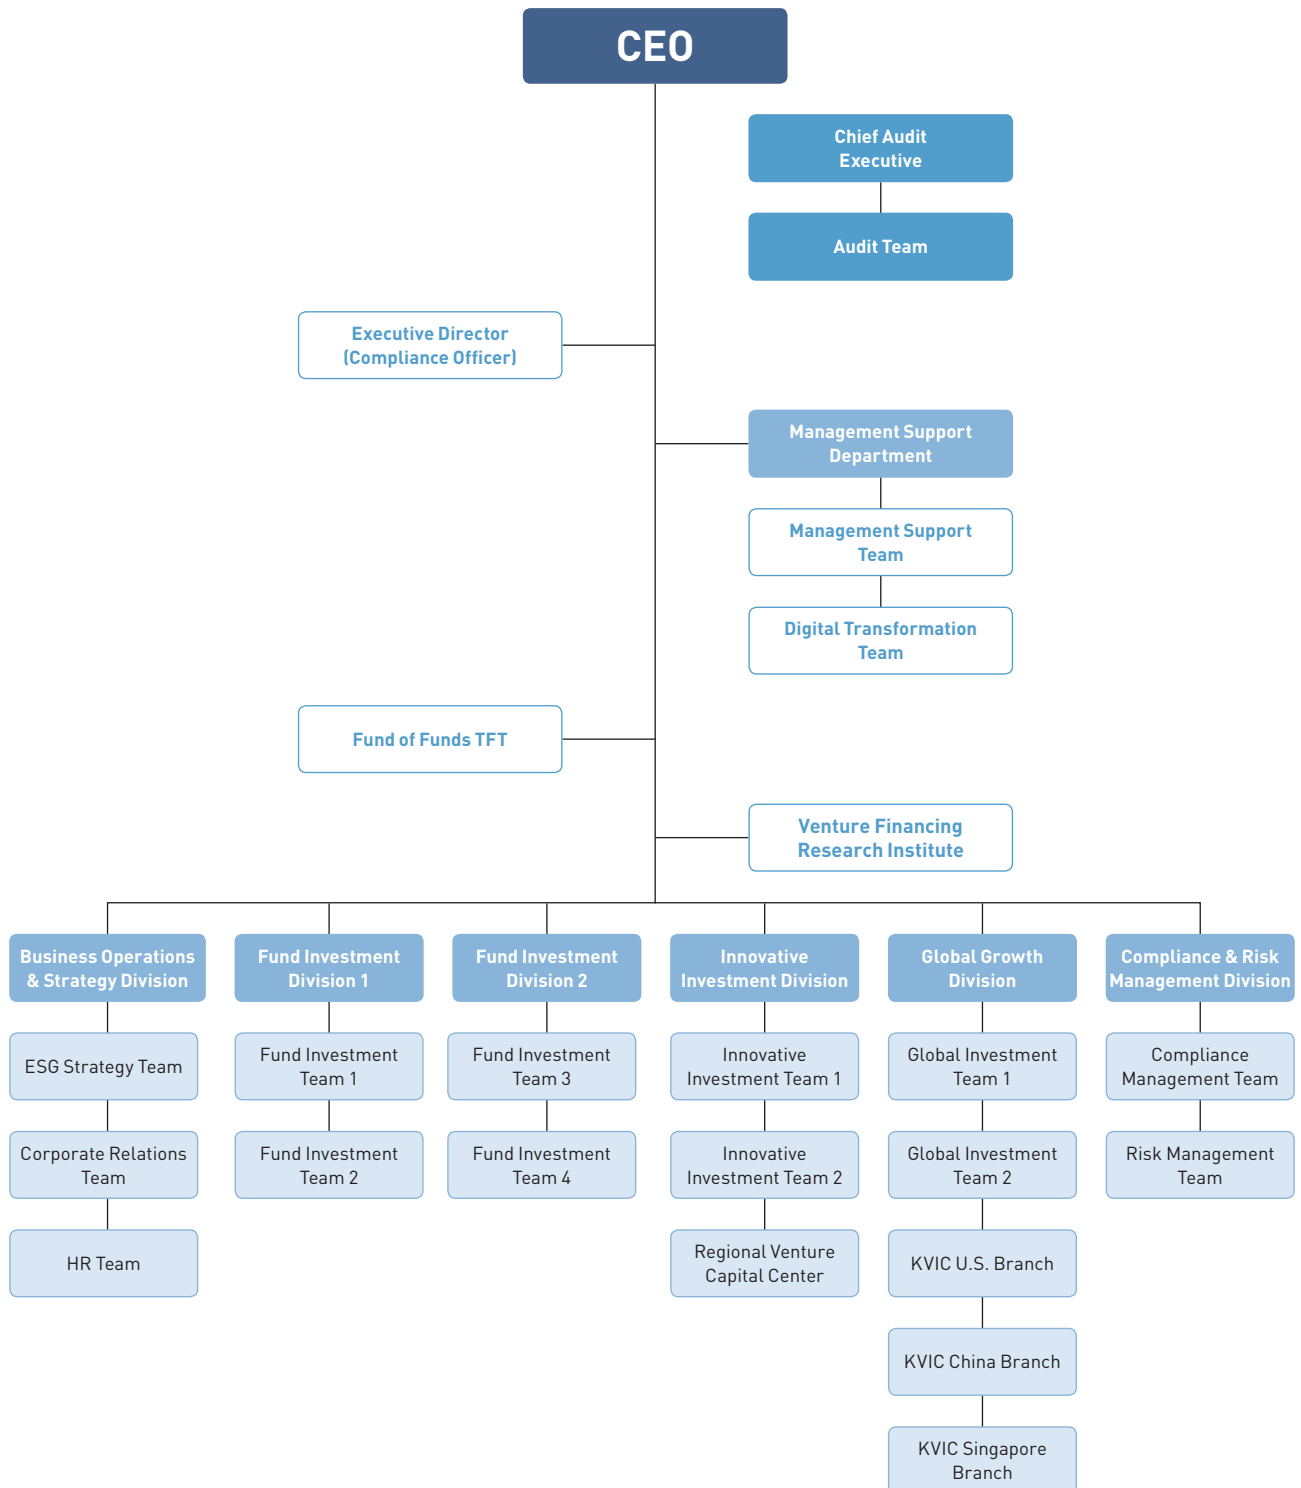 CEO
Chief Audit
Executive
Audit Team
Executive Director
(Compliance Officer)
Management Support
Department
Management Support
Team
Digital Transformation
Team
Fund of Funds TFT
Venture Financing
Research Institute
Business Operations
& Strategy Division
ESG Strategy Team
Corporate Relations
Team
HR Team
Fund Investment
Division 1
Fund Investment
Team 1
Fund Investment
Team 2
Fund Investment
Division 2
Fund Investment
Team 3
Fund Investment
Team 4
Innovative
Investment Division
Innovative
Investment Team 1
Innovative
Investment Team 2
Regional Venture
Capital Center
Global Growth
Division
Global Investment
Team 1
Global Investment
Team 2
KVIC U.S. Branch
KVIC China Branch
KVIC Singapore
Branch
Compliance & Risk
Management Division
Compliance
Management Team
Risk Management
Team